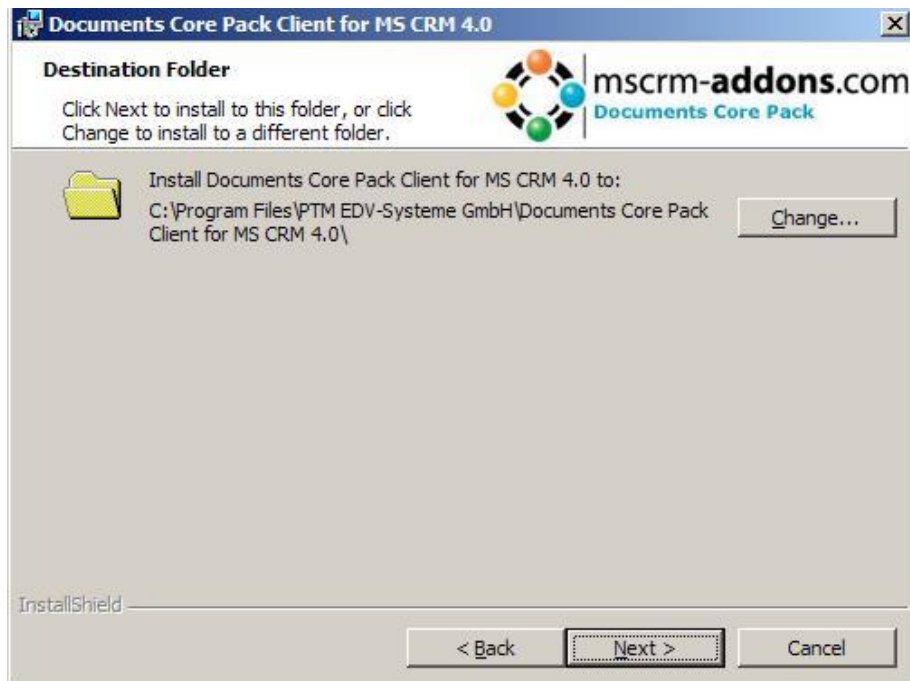 Documents Core Pack Client for MS CRM 4.0
Destination Folder
Click Next to install to this folder, or click
Change to install to a different folder.
mscrm-addons.com
Documents Core Pack
Install Documents Core Pack Client for MS CRM 4.0 to:
C:\Program Files\PTM EDV-Systeme GmbH\Documents Core Pack
Client for MS CRM 4.0\
Change...
InstallShield
< Back
Next >
Cancel